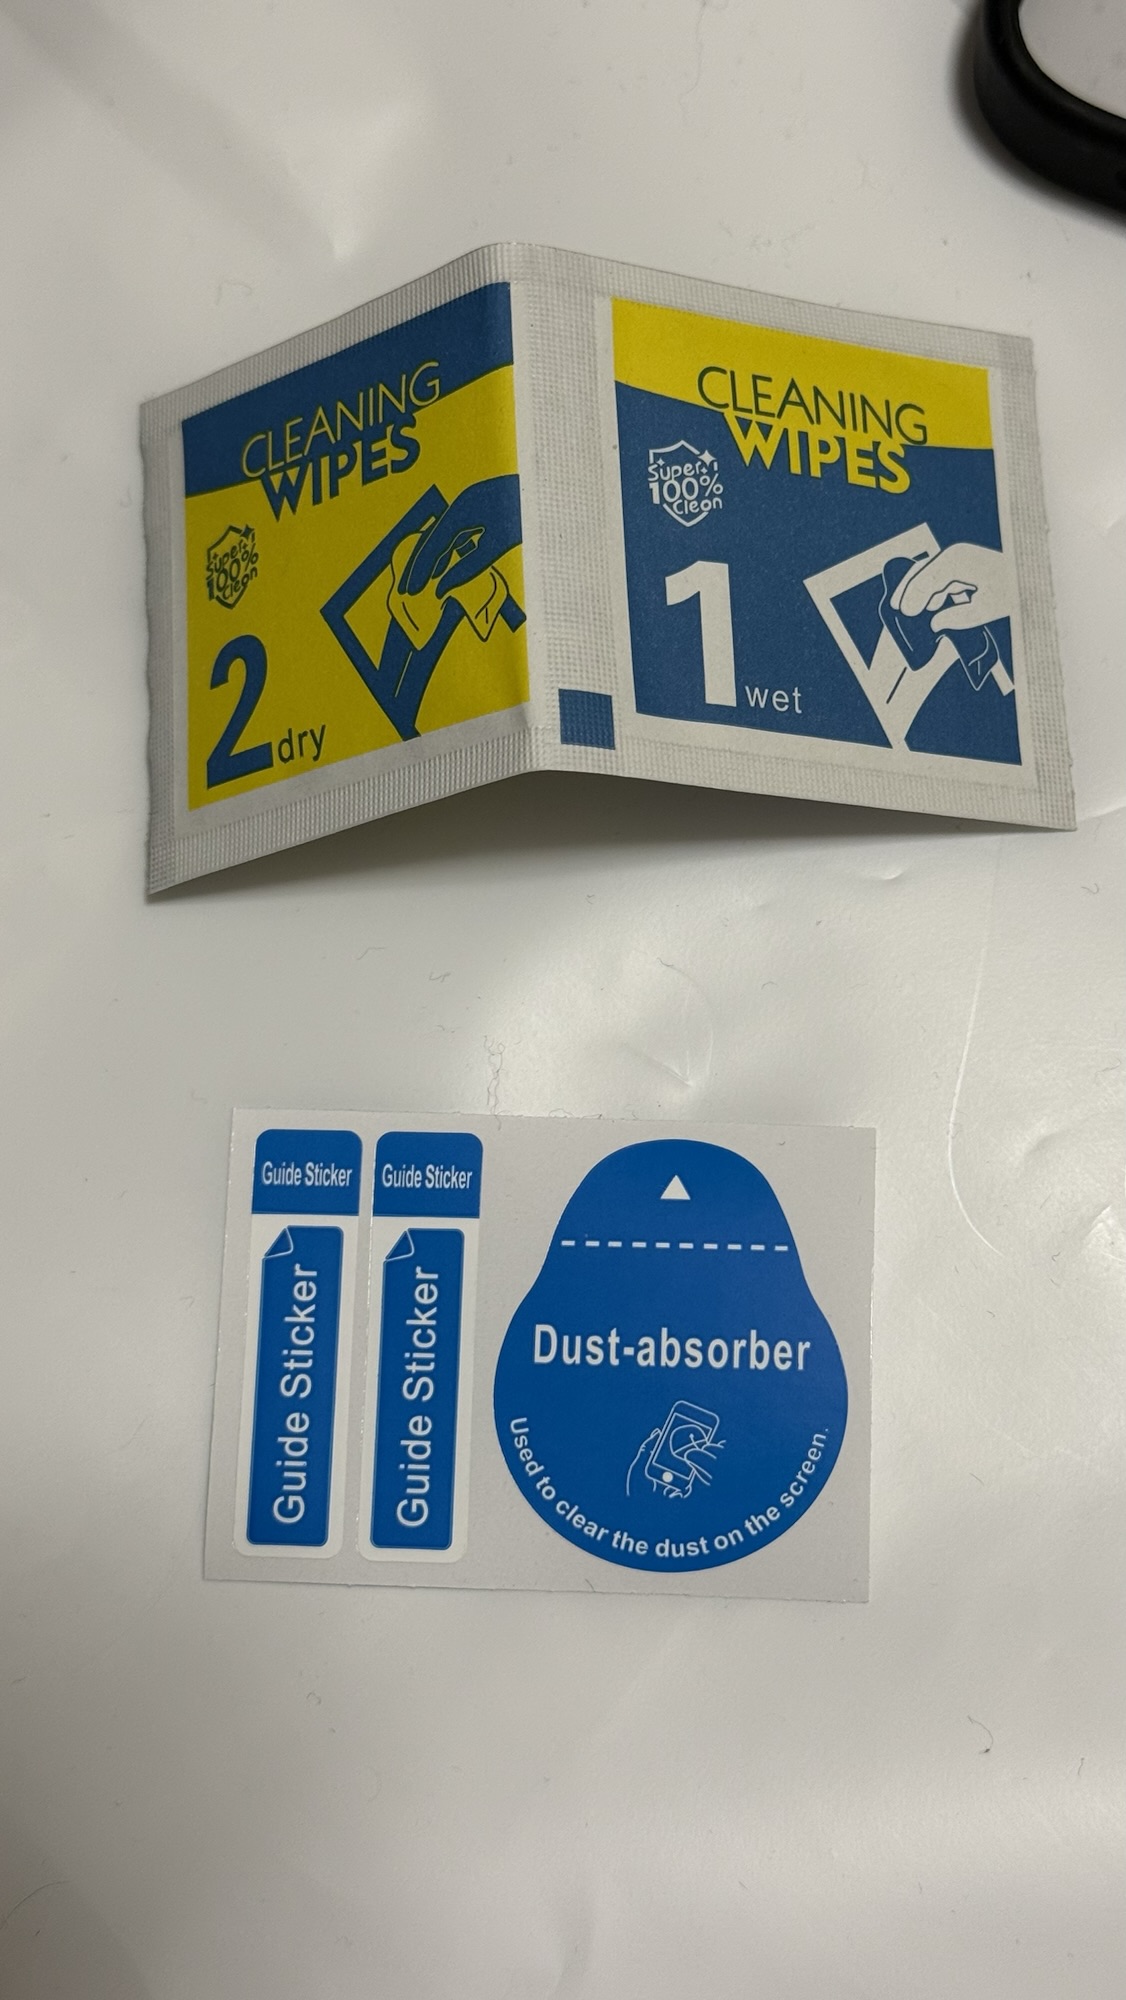 CLEANING
WIPES
Super
100%
Clean
2 dry
CLEANING
WIPES
Super
100%
Clean
1 wet
Guide Sticker
Guide Sticker
Guide Sticker
Guide Sticker
Dust-absorber
Used to clear the dust on the screen.